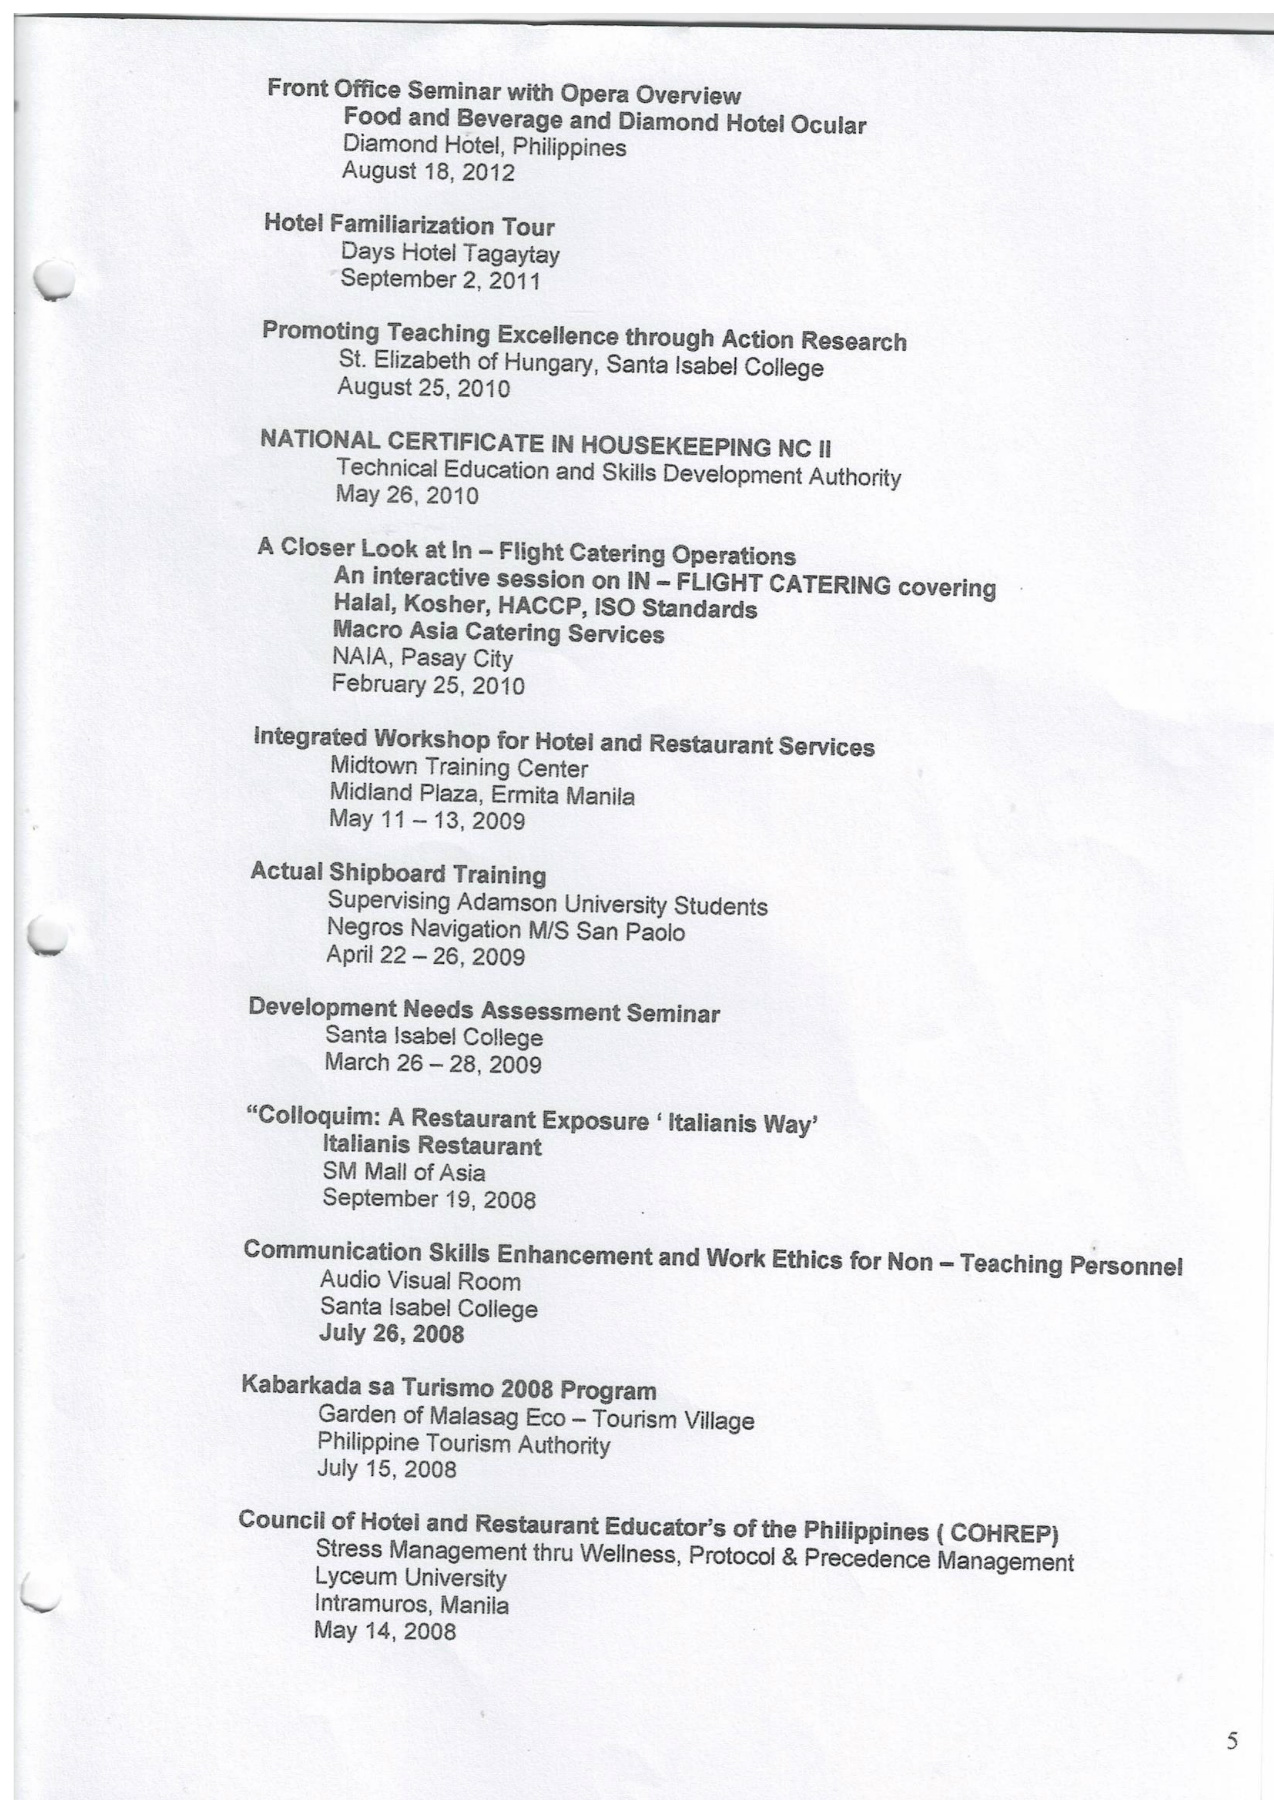 Front Office Seminar with Opera Overview
Food and Beverage and Diamond Hotel Ocular
Diamond Hotel, Philippines
August 18, 2012
Hotel Familiarization Tour
Days Hotel Tagaytay
September 2, 2011
Promoting Teaching Excellence through Action Research
St. Elizabeth of Hungary, Santa Isabel College
August 25, 2010
NATIONAL CERTIFICATE IN HOUSEKEEPING NC II
Technical Education and Skills Development Authority
May 26, 2010
A Closer Look at In – Flight Catering Operations
An interactive session on IN – FLIGHT CATERING covering
Halal, Kosher, HACCP, ISO Standards
Macro Asia Catering Services
NAIA, Pasay City
February 25, 2010
Integrated Workshop for Hotel and Restaurant Services
Midtown Training Center
Midland Plaza, Ermita Manila
May 11 – 13, 2009
Actual Shipboard Training
Supervising Adamson University Students
Negros Navigation M/S San Paolo
April 22 – 26, 2009
Development Needs Assessment Seminar
Santa Isabel College
March 26 – 28, 2009
“Colloquim: A Restaurant Exposure ‘ Italianis Way’
Italianis Restaurant
SM Mall of Asia
September 19, 2008
Communication Skills Enhancement and Work Ethics for Non – Teaching Personnel
Audio Visual Room
Santa Isabel College
July 26, 2008
Kabarkada sa Turismo 2008 Program
Garden of Malasag Eco – Tourism Village
Philippine Tourism Authority
July 15, 2008
Council of Hotel and Restaurant Educator’s of the Philippines ( COHREP)
Stress Management thru Wellness, Protocol & Precedence Management
Lyceum University
Intramuros, Manila
May 14, 2008
5